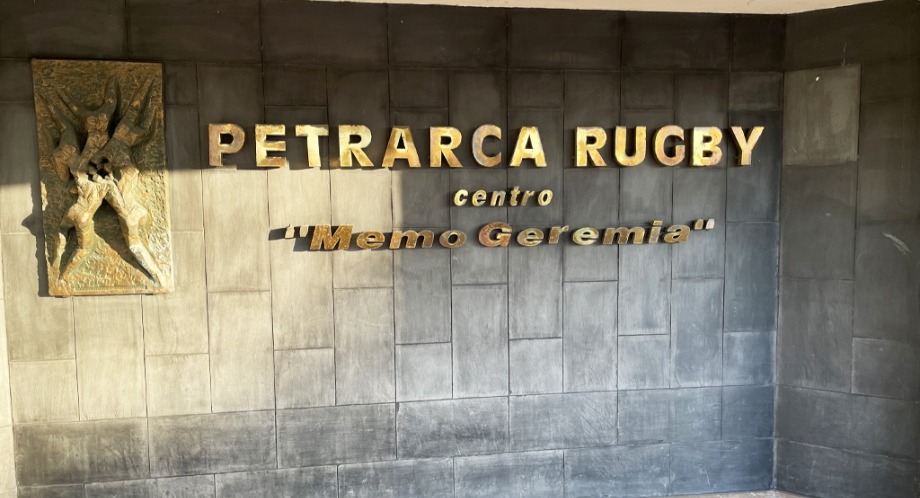 PETRARCA RUGBY
centro
"Memo Geremia"